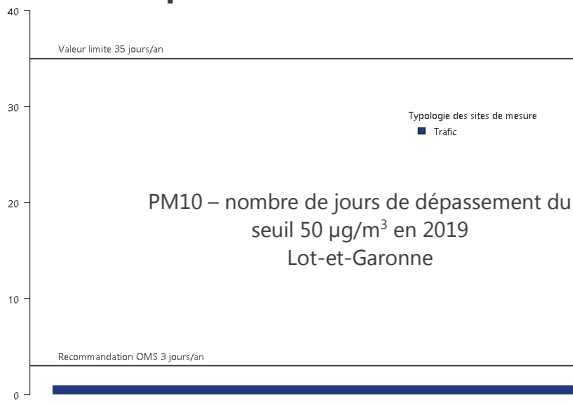 40
Valeur limite 35 jours/an
30
Typologie des sites de mesure
Trafic
20
PM10 – nombre de jours de dépassement du
seuil 50 µg/m³ en 2019
Lot-et-Garonne
10
Recommandation OMS 3 jours/an
0